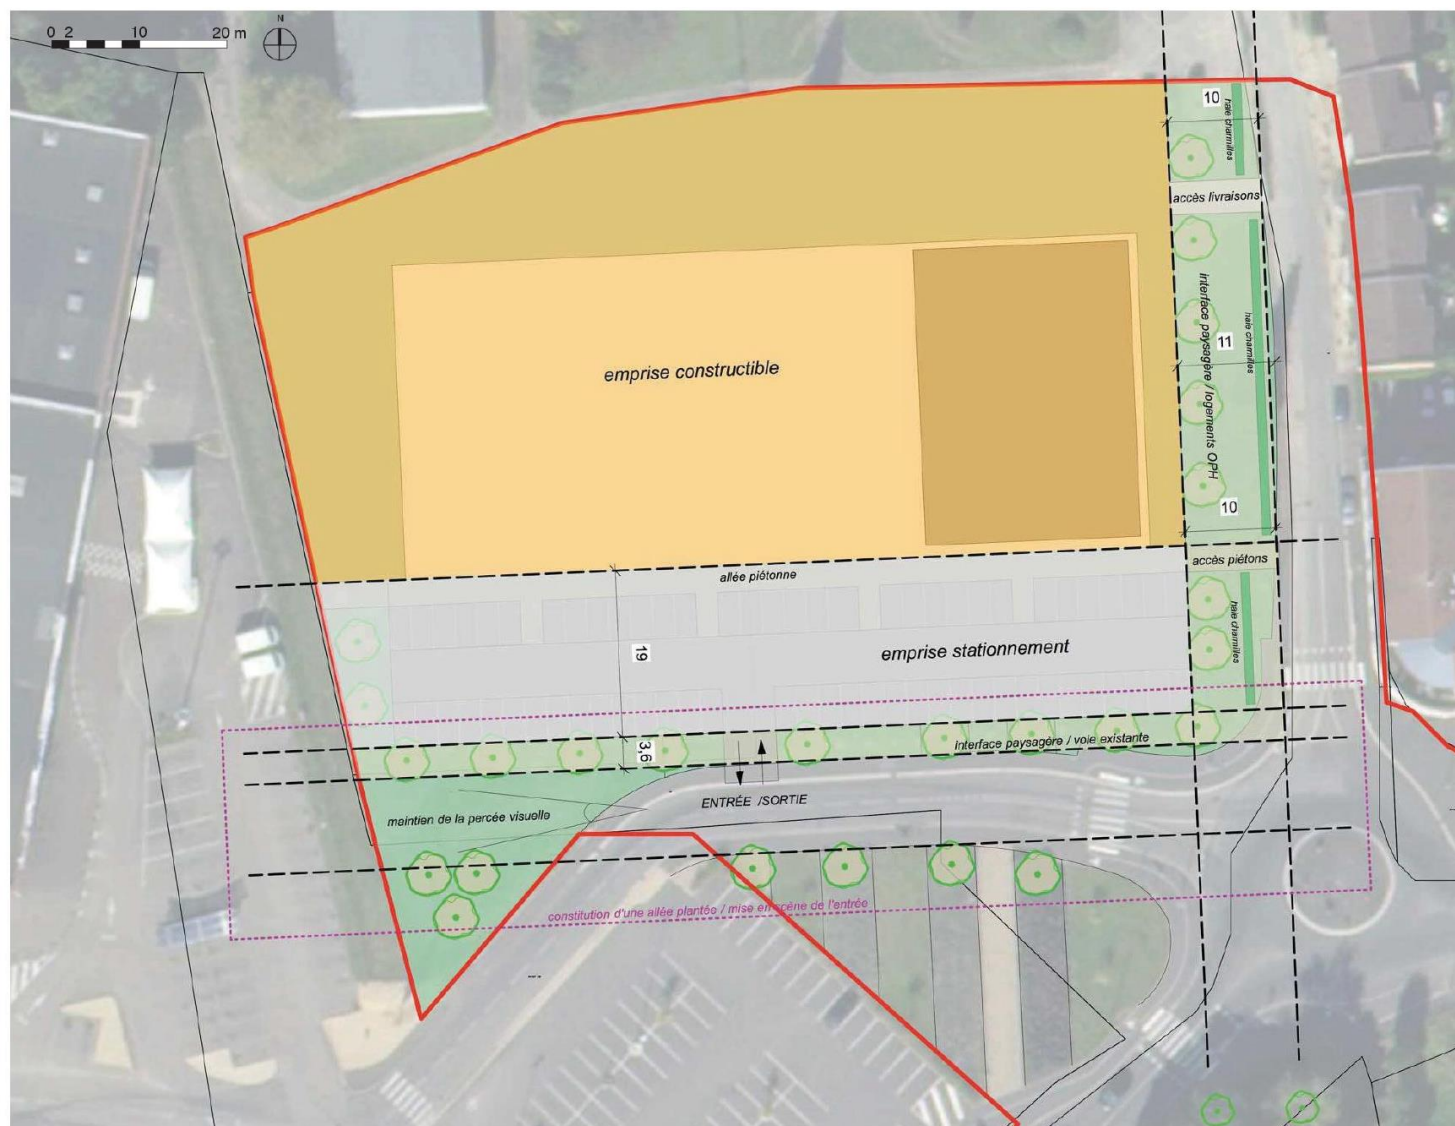 0 2 10 20 m
N
10
haie charmilles
accès livraisons
interface paysagère / logements OPH
haie charmilles
11
emprise constructible
10
accès piétons
allée piétonne
haie charmilles
19
emprise stationnement
3,6
interface paysagère / voie existante
ENTRÉE /SORTIE
maintien de la percée visuelle
constitution d'une allée plantée / mise en scène de l'entrée